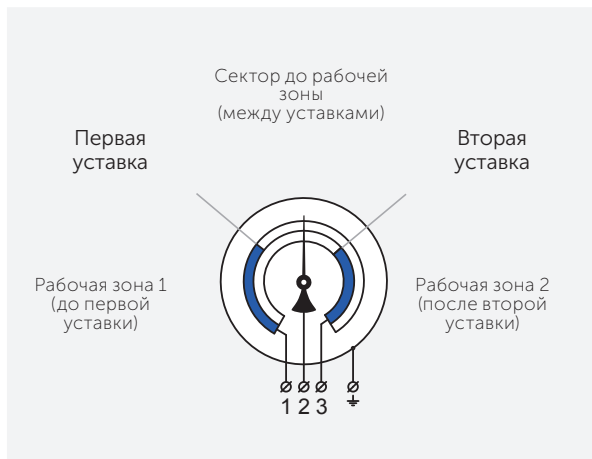 Сектор до рабочей
зоны
(между уставками)
Первая
уставка
Вторая
уставка
Рабочая зона 1
(до первой
уставки)
Рабочая зона 2
(после второй
уставки)
1 2 3